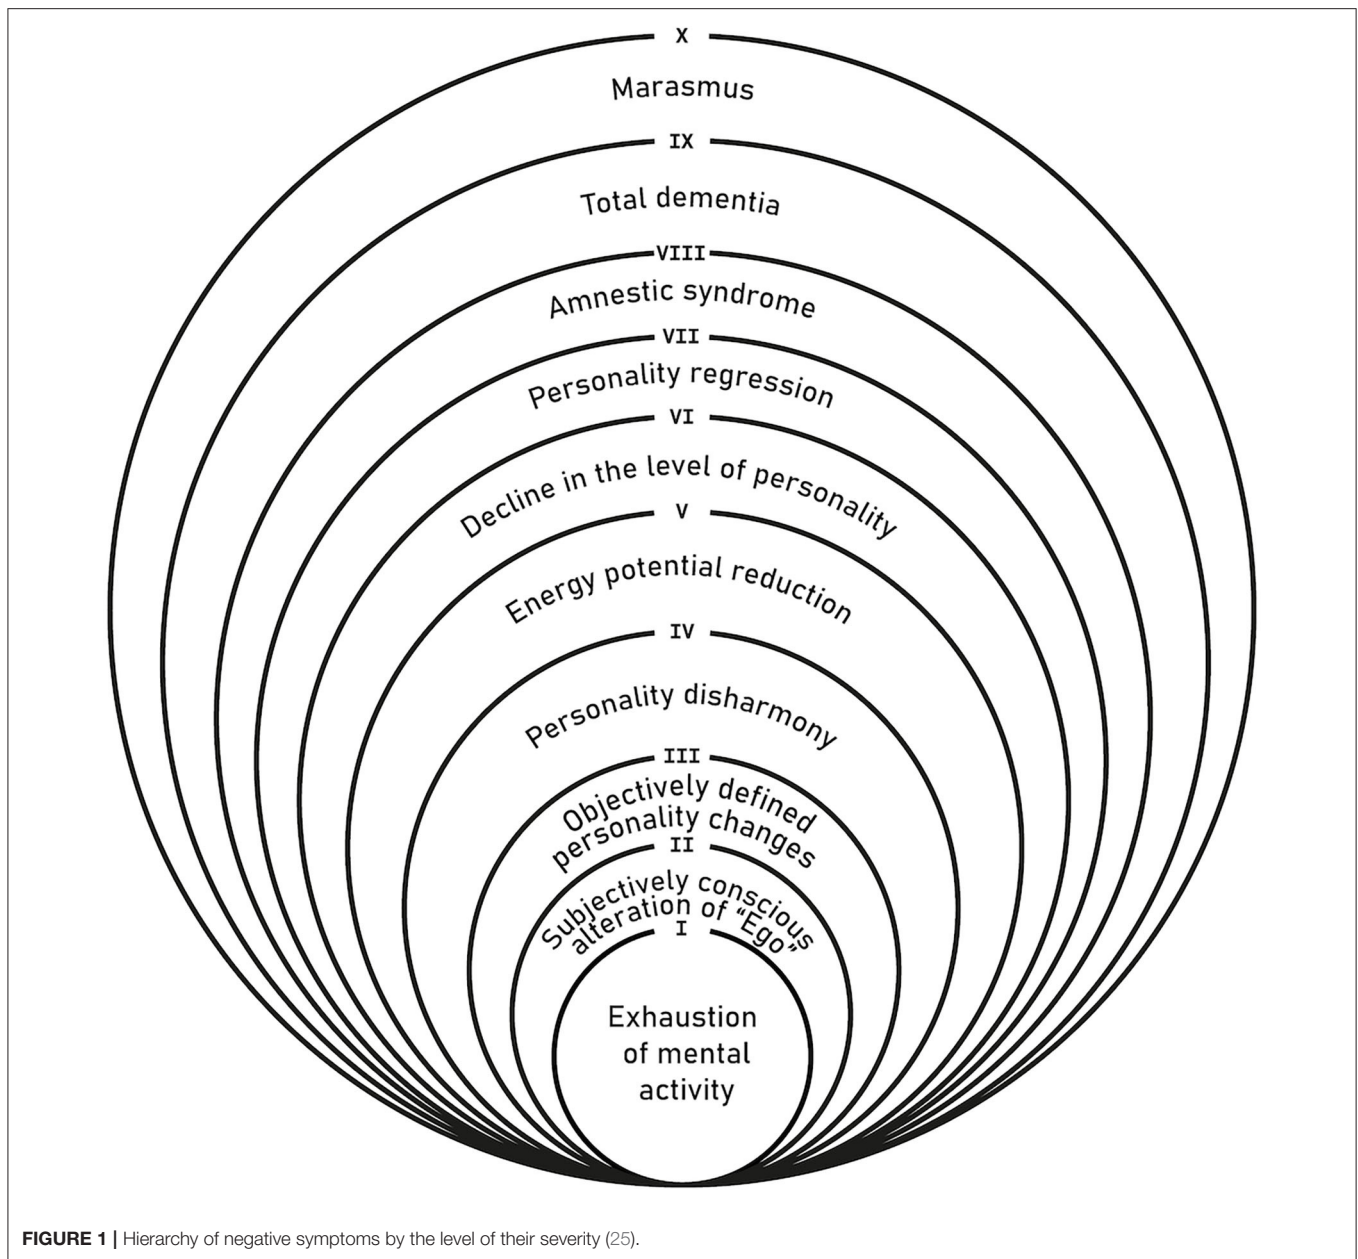 X
Marasmus
IX
Total dementia
VIII
Amnestic syndrome
VII
Personality regression
VI
Decline in the level of personality
V
Energy potential reduction
IV
Personality disharmony
III
Objectively defined
personality changes
II
Subjectively conscious
alteration of “Ego”
I
Exhaustion
of mental
activity
FIGURE 1 | Hierarchy of negative symptoms by the level of their severity (25).